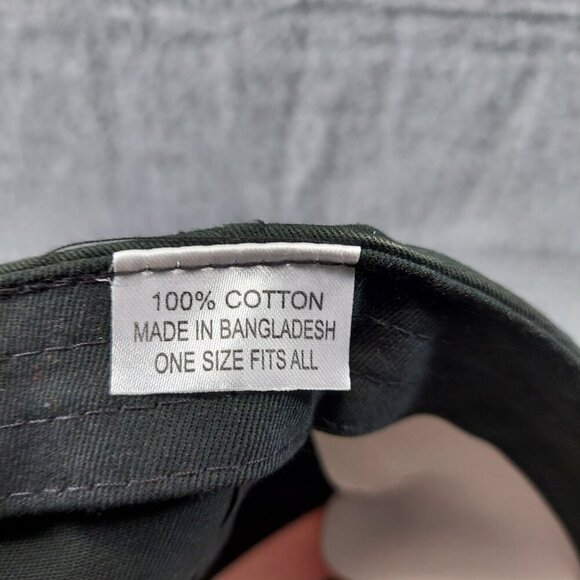 100% COTTON
MADE IN BANGLADESH
ONE SIZE FITS ALL